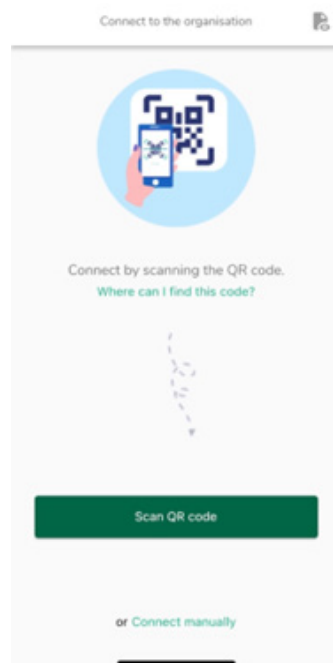 Connect to the organisation
Connect by scanning the QR code.
Where can I find this code?
Scan QR code
or Connect manually